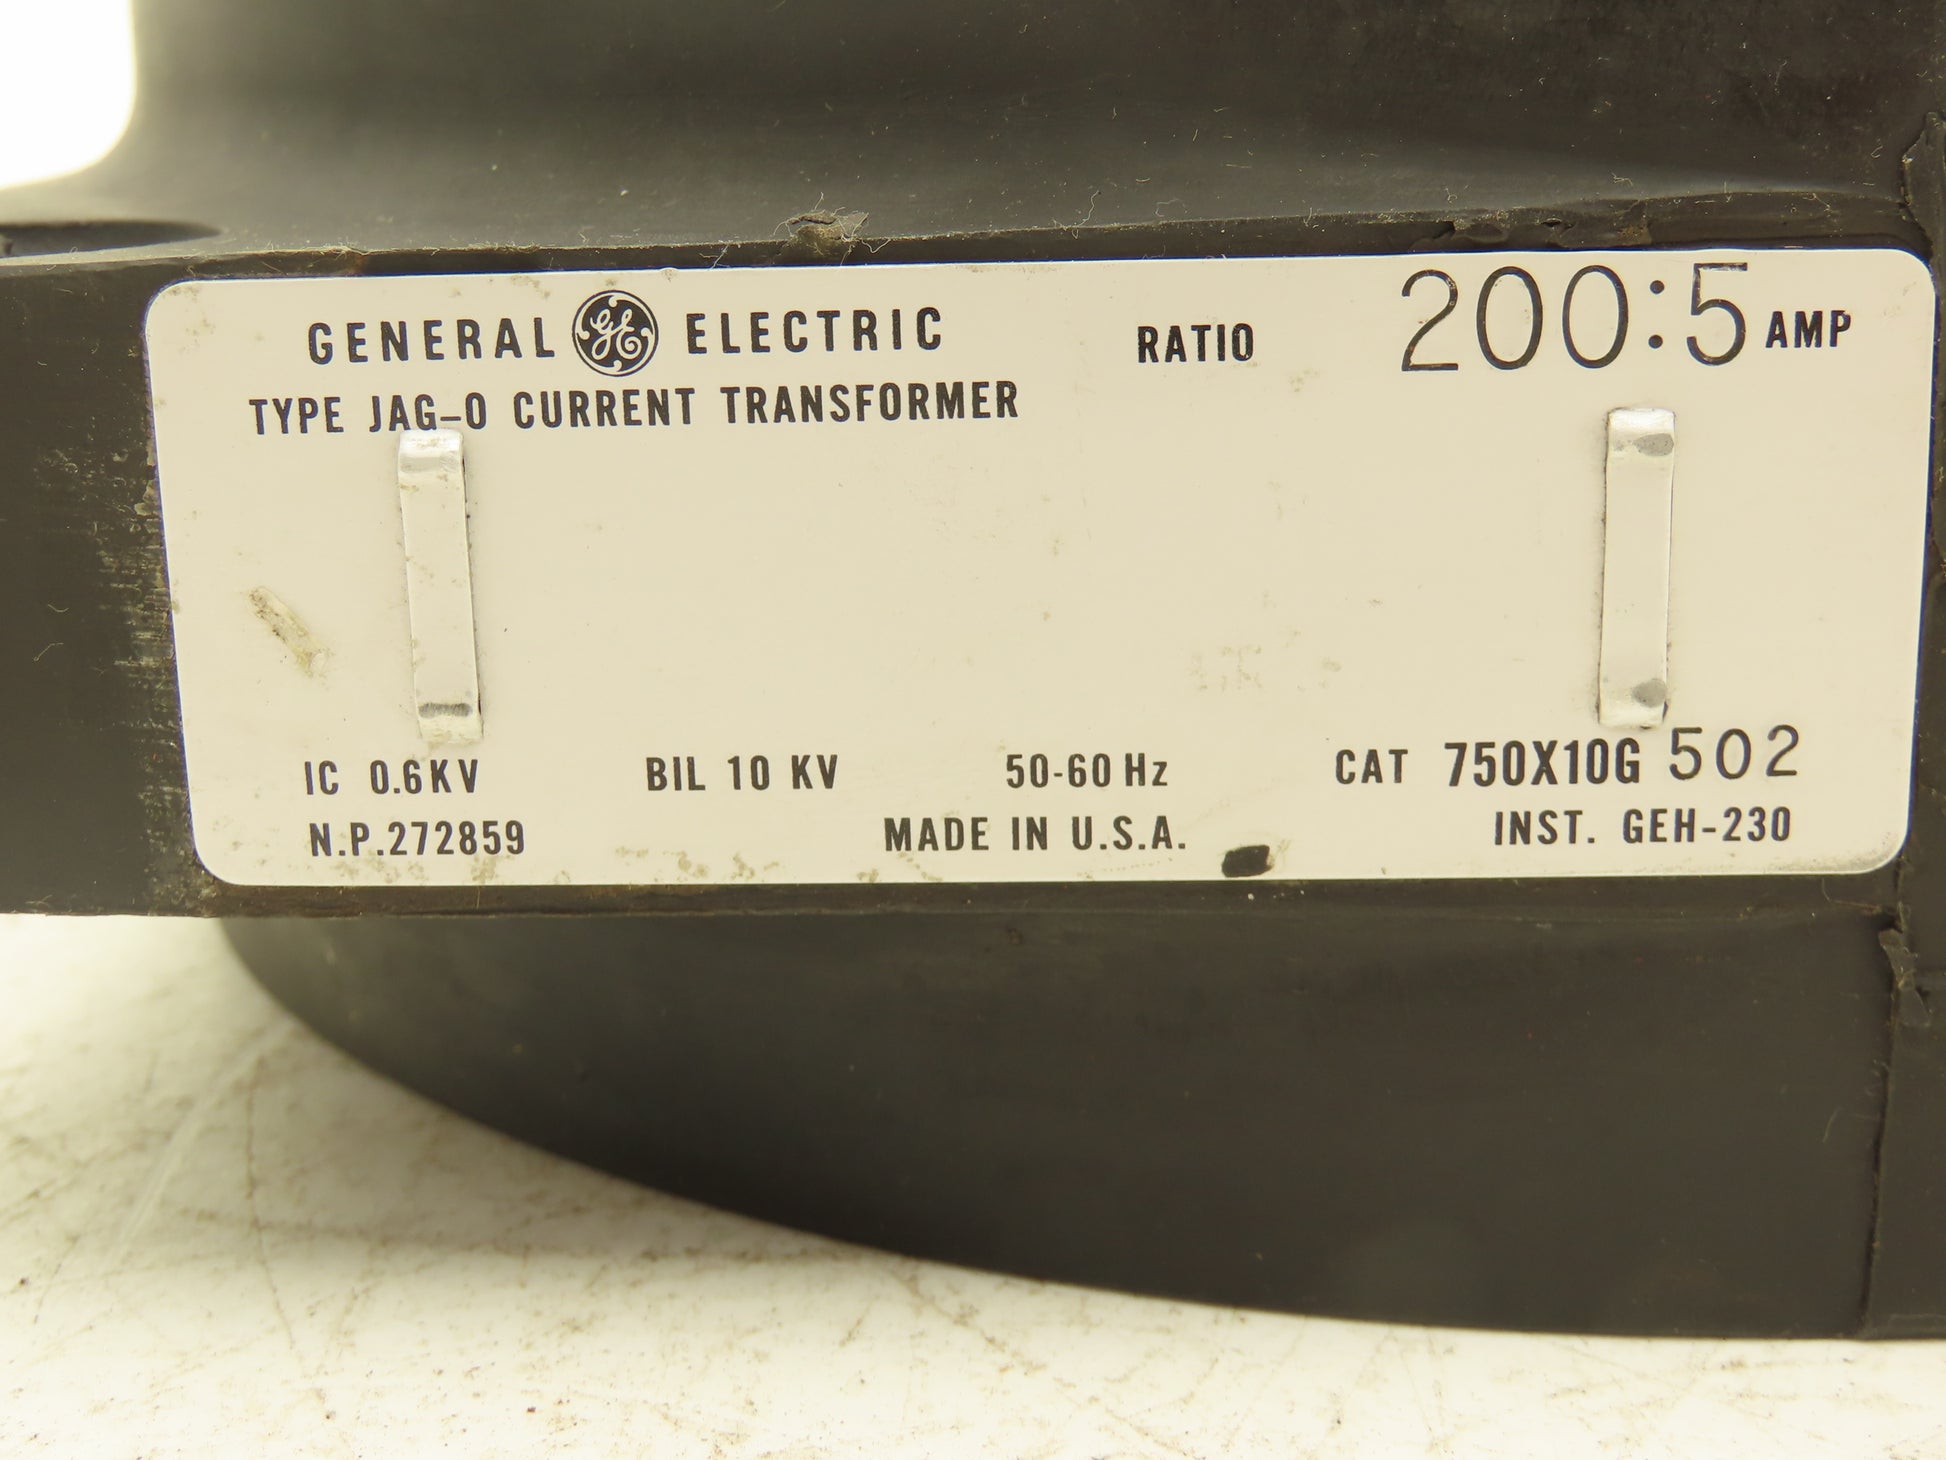 GENERAL GE ELECTRIC RATIO 200:5 AMP
TYPE JAG-0 CURRENT TRANSFORMER
IC 0.6KV BIL 10 KV 50-60 Hz CAT 750X10G 502
N.P.272859 MADE IN U.S.A. INST. GEH-230